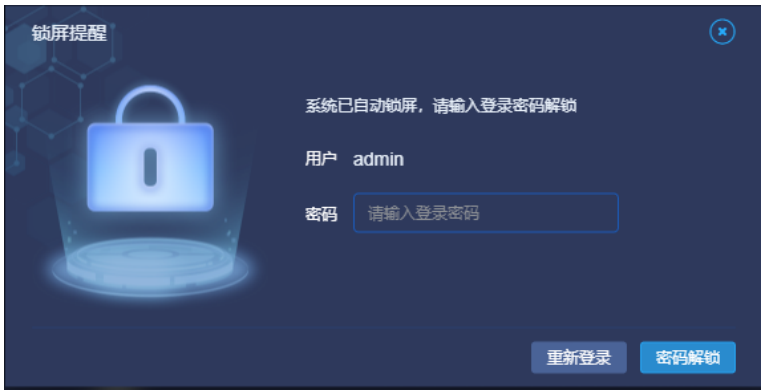 锁屏提醒
系统已自动锁屏，请输入登录密码解锁
用户 admin
密码 请输入登录密码
重新登录 密码解锁